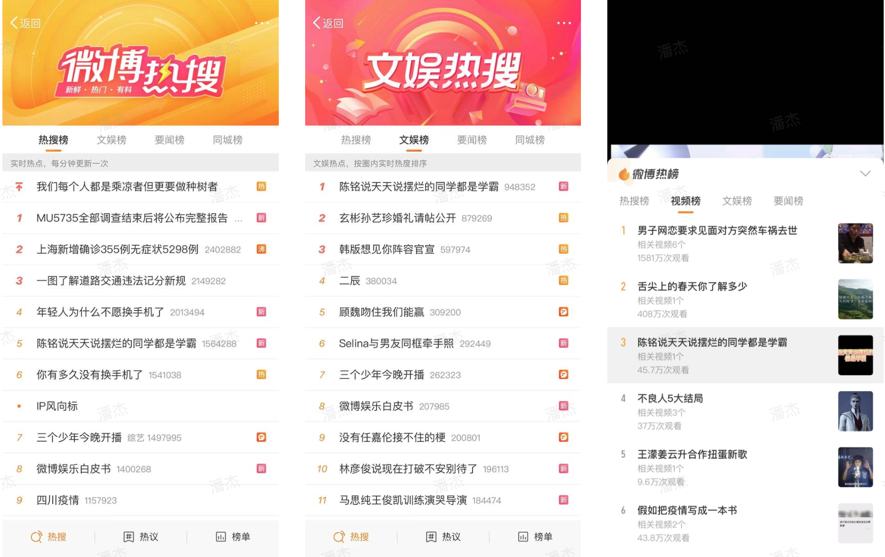 返回
微博热搜
新鲜·热门·有料
热搜榜 文娱榜 要闻榜 同城榜
实时热点，每分钟更新一次
我们每个人都是乘凉者但更要做种树者 热
1 MU5735全部调查结束后将公布完整报告 ... 新
2 上海新增确诊355例无症状5298例 2402882 沸
3 一图了解道路交通违法记分新规 2149282
4 年轻人为什么不愿换手机了 2013494 新
5 陈铭说天天说摆烂的同学都是学霸 1564288 新
6 你有多久没有换手机了 1541038 热
IP风向标
7 三个少年今晚开播 综艺 1497995
8 微博娱乐白皮书 1400268 新
9 四川疫情 1157923
热搜 热议 榜单
返回
文娱热搜
热搜榜 文娱榜 要闻榜 同城榜
文娱热点，按圈内实时热度排序
1 陈铭说天天说摆烂的同学都是学霸 948352 新
2 玄彬孙艺珍婚礼请帖公开 879269 热
3 韩版想见你阵容官宣 597974 热
4 二辰 380034 热
5 顾魏吻住我们能赢 309200
6 Selina与男友同框牵手照 292449 新
7 三个少年今晚开播 262323
8 微博娱乐白皮书 207985 新
9 没有任嘉伦接不住的梗 200801
10 林彦俊说现在打破不安别待了 196113 新
11 马思纯王俊凯训练演哭导演 184474 新
热搜 热议 榜单
微博热榜
热搜榜 视频榜 文娱榜 要闻榜
1 男子网恋要求见面对方突然车祸去世
相关视频6个
1581万次观看
2 舌尖上的春天你了解多少
相关视频1个
408万次观看
3 陈铭说天天说摆烂的同学都是学霸
相关视频1个
45.7万次观看
4 不良人5大结局
相关视频3个
37万次观看
5 王濛姜云升合作扭蛋新歌
相关视频1个
9.6万次观看
6 假如把疫情写成一本书
相关视频2个
43.8万次观看
潘杰